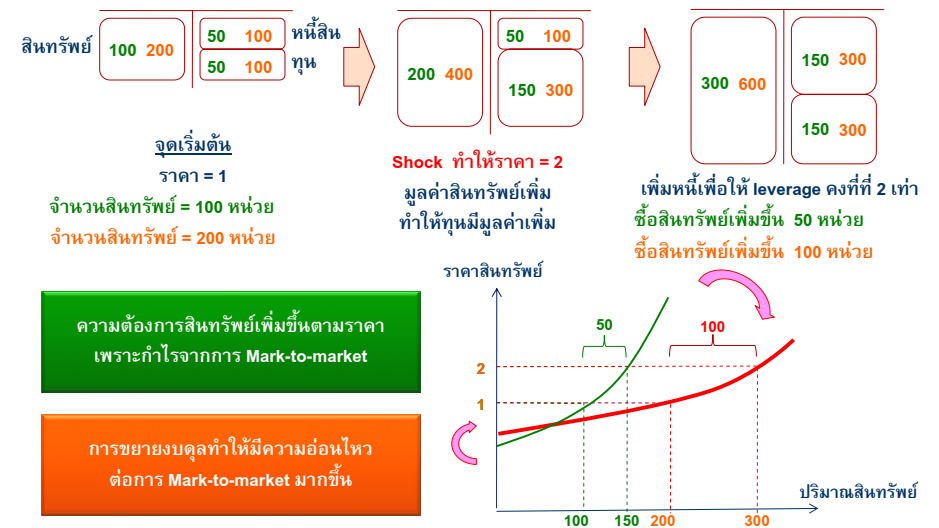 สินทรัพย์ 100 200 50 100 หนี้สิน
50 100 ทุน
50 100
200 400
150 300
300 600
150 300
150 300
จุดเริ่มต้น
ราคา = 1
จำนวนสินทรัพย์ = 100 หน่วย
จำนวนสินทรัพย์ = 200 หน่วย
Shock ทำให้ราคา = 2
มูลค่าสินทรัพย์เพิ่ม
ทำให้ทุนมีมูลค่าเพิ่ม
เพิ่มหนี้เพื่อให้ leverage คงที่ที่ 2 เท่า
ซื้อสินทรัพย์เพิ่มขึ้น 50 หน่วย
ซื้อสินทรัพย์เพิ่มขึ้น 100 หน่วย
ความต้องการสินทรัพย์เพิ่มขึ้นตามราคา
เพราะกำไรจากการ Mark-to-market
การขยายงบดุลทำให้มีความอ่อนไหว
ต่อการ Mark-to-market มากขึ้น
ราคาสินทรัพย์
50 100
2
1
ปริมาณสินทรัพย์
100 150 200 300